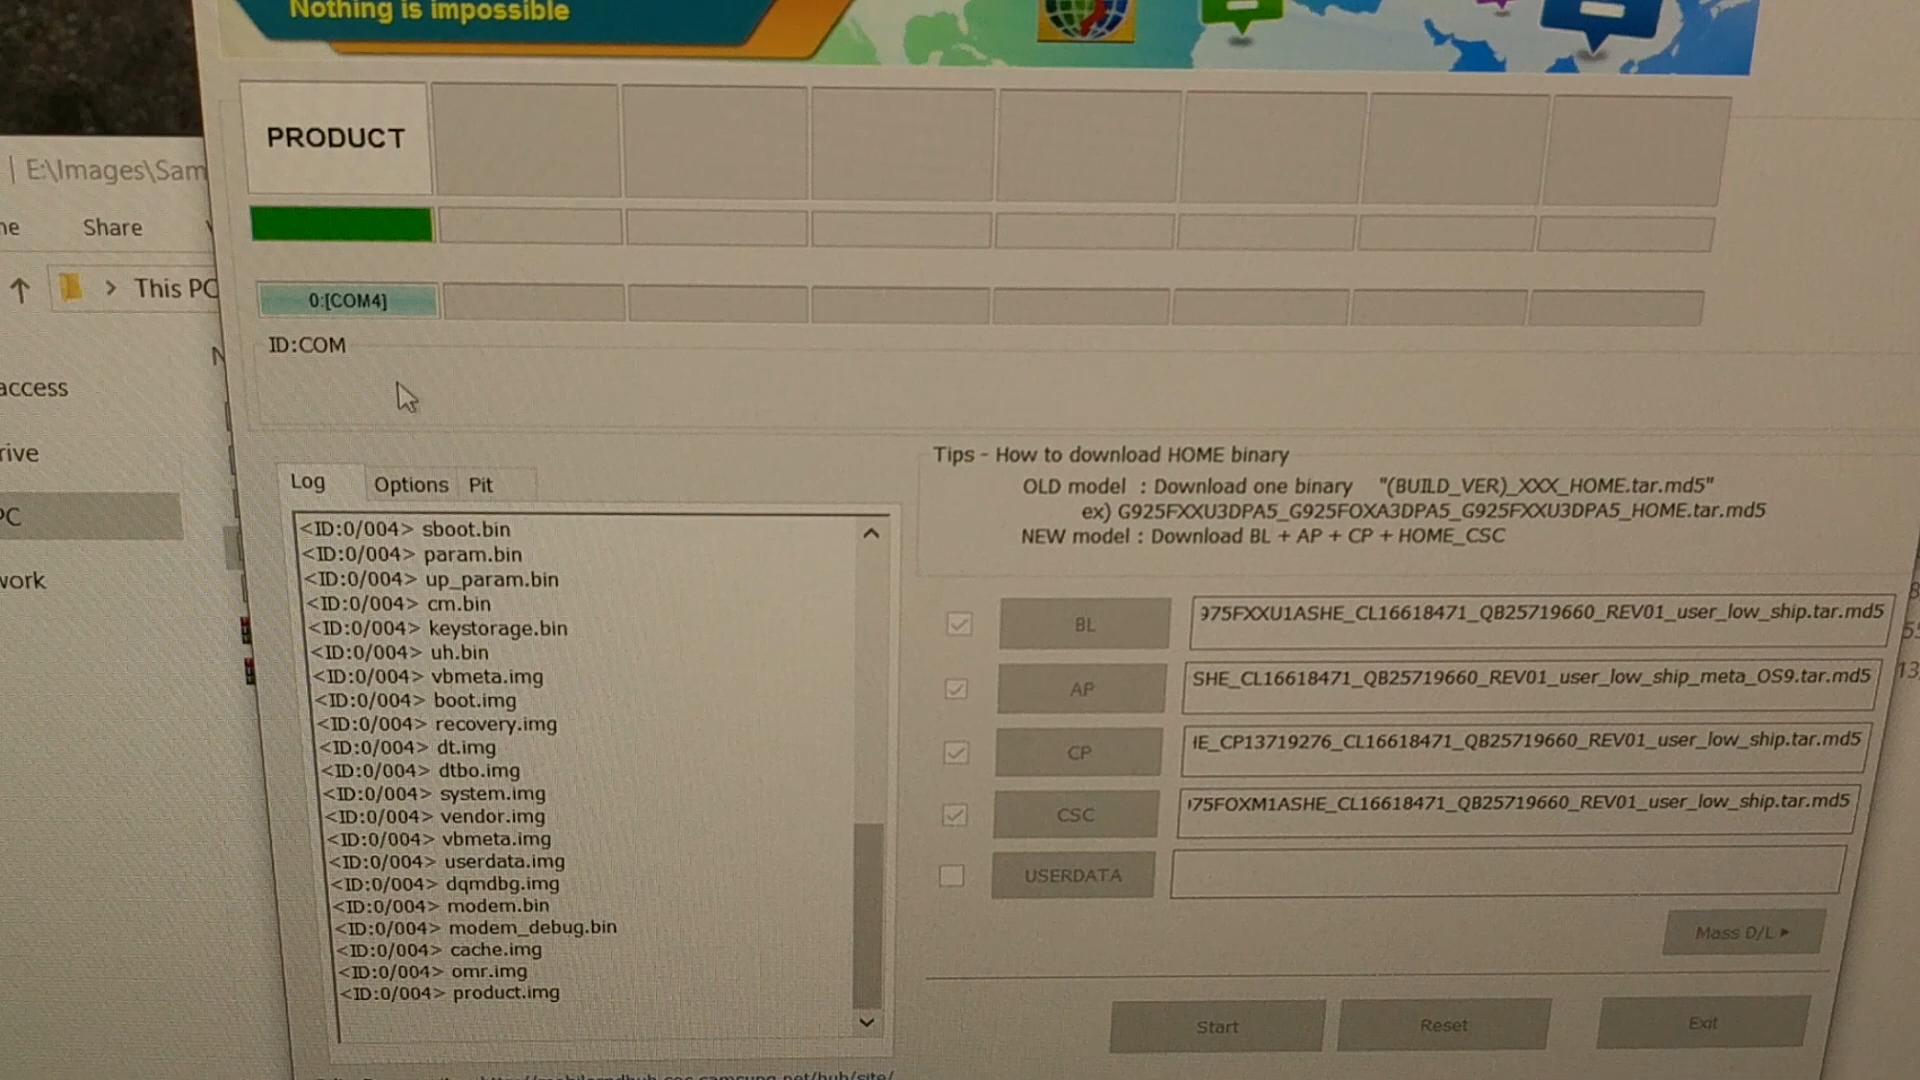 Nothing is impossible
PRODUCT
E:\Images\Sam
Share
This PC
0:[COM4]
ID:COM
access
Log
Options
Pit
<ID:0/004> sboot.bin
<ID:0/004> param.bin
<ID:0/004> up_param.bin
<ID:0/004> cm.bin
<ID:0/004> keystorage.bin
<ID:0/004> uh.bin
<ID:0/004> vbmeta.img
<ID:0/004> boot.img
<ID:0/004> recovery.img
<ID:0/004> dt.img
<ID:0/004> dtbo.img
<ID:0/004> system.img
<ID:0/004> vendor.img
<ID:0/004> vbmeta.img
<ID:0/004> userdata.img
<ID:0/004> dqmdbg.img
<ID:0/004> modem.bin
<ID:0/004> modem_debug.bin
<ID:0/004> cache.img
<ID:0/004> omr.img
<ID:0/004> product.img
Tips - How to download HOME binary
OLD model : Download one binary "(BUILD_VER)_XXX_HOME.tar.md5"
ex) G925FXXU3DPA5_G925FOXA3DPA5_G925FXXU3DPA5_HOME.tar.md5
NEW model : Download BL + AP + CP + HOME_CSC
BL 975FXXU1ASHE_CL16618471_QB25719660_REV01_user_low_ship.tar.md5
AP SHE_CL16618471_QB25719660_REV01_user_low_ship_meta_OS9.tar.md5
CP IE_CP13719276_CL16618471_QB25719660_REV01_user_low_ship.tar.md5
CSC 75FOXM1ASHE_CL16618471_QB25719660_REV01_user_low_ship.tar.md5
USERDATA
Mass D/L
Start
Reset
Exit